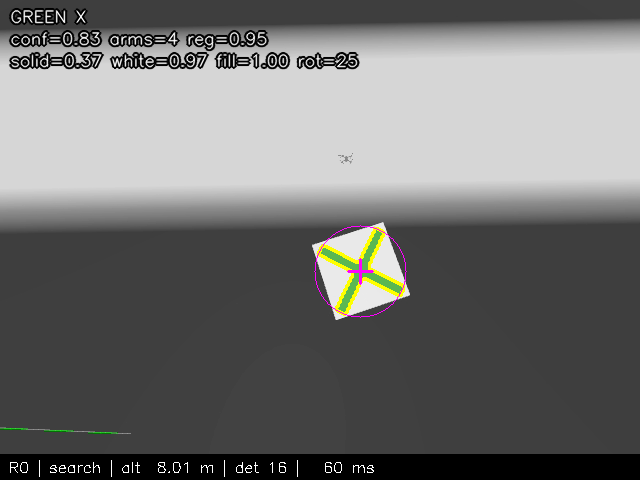 GREEN X
conf=0.83 arms=4 reg=0.95
solid=0.37 white=0.97 fill=1.00 rot=25
R0 | search | alt 8.01 m | det 16 | 60 ms